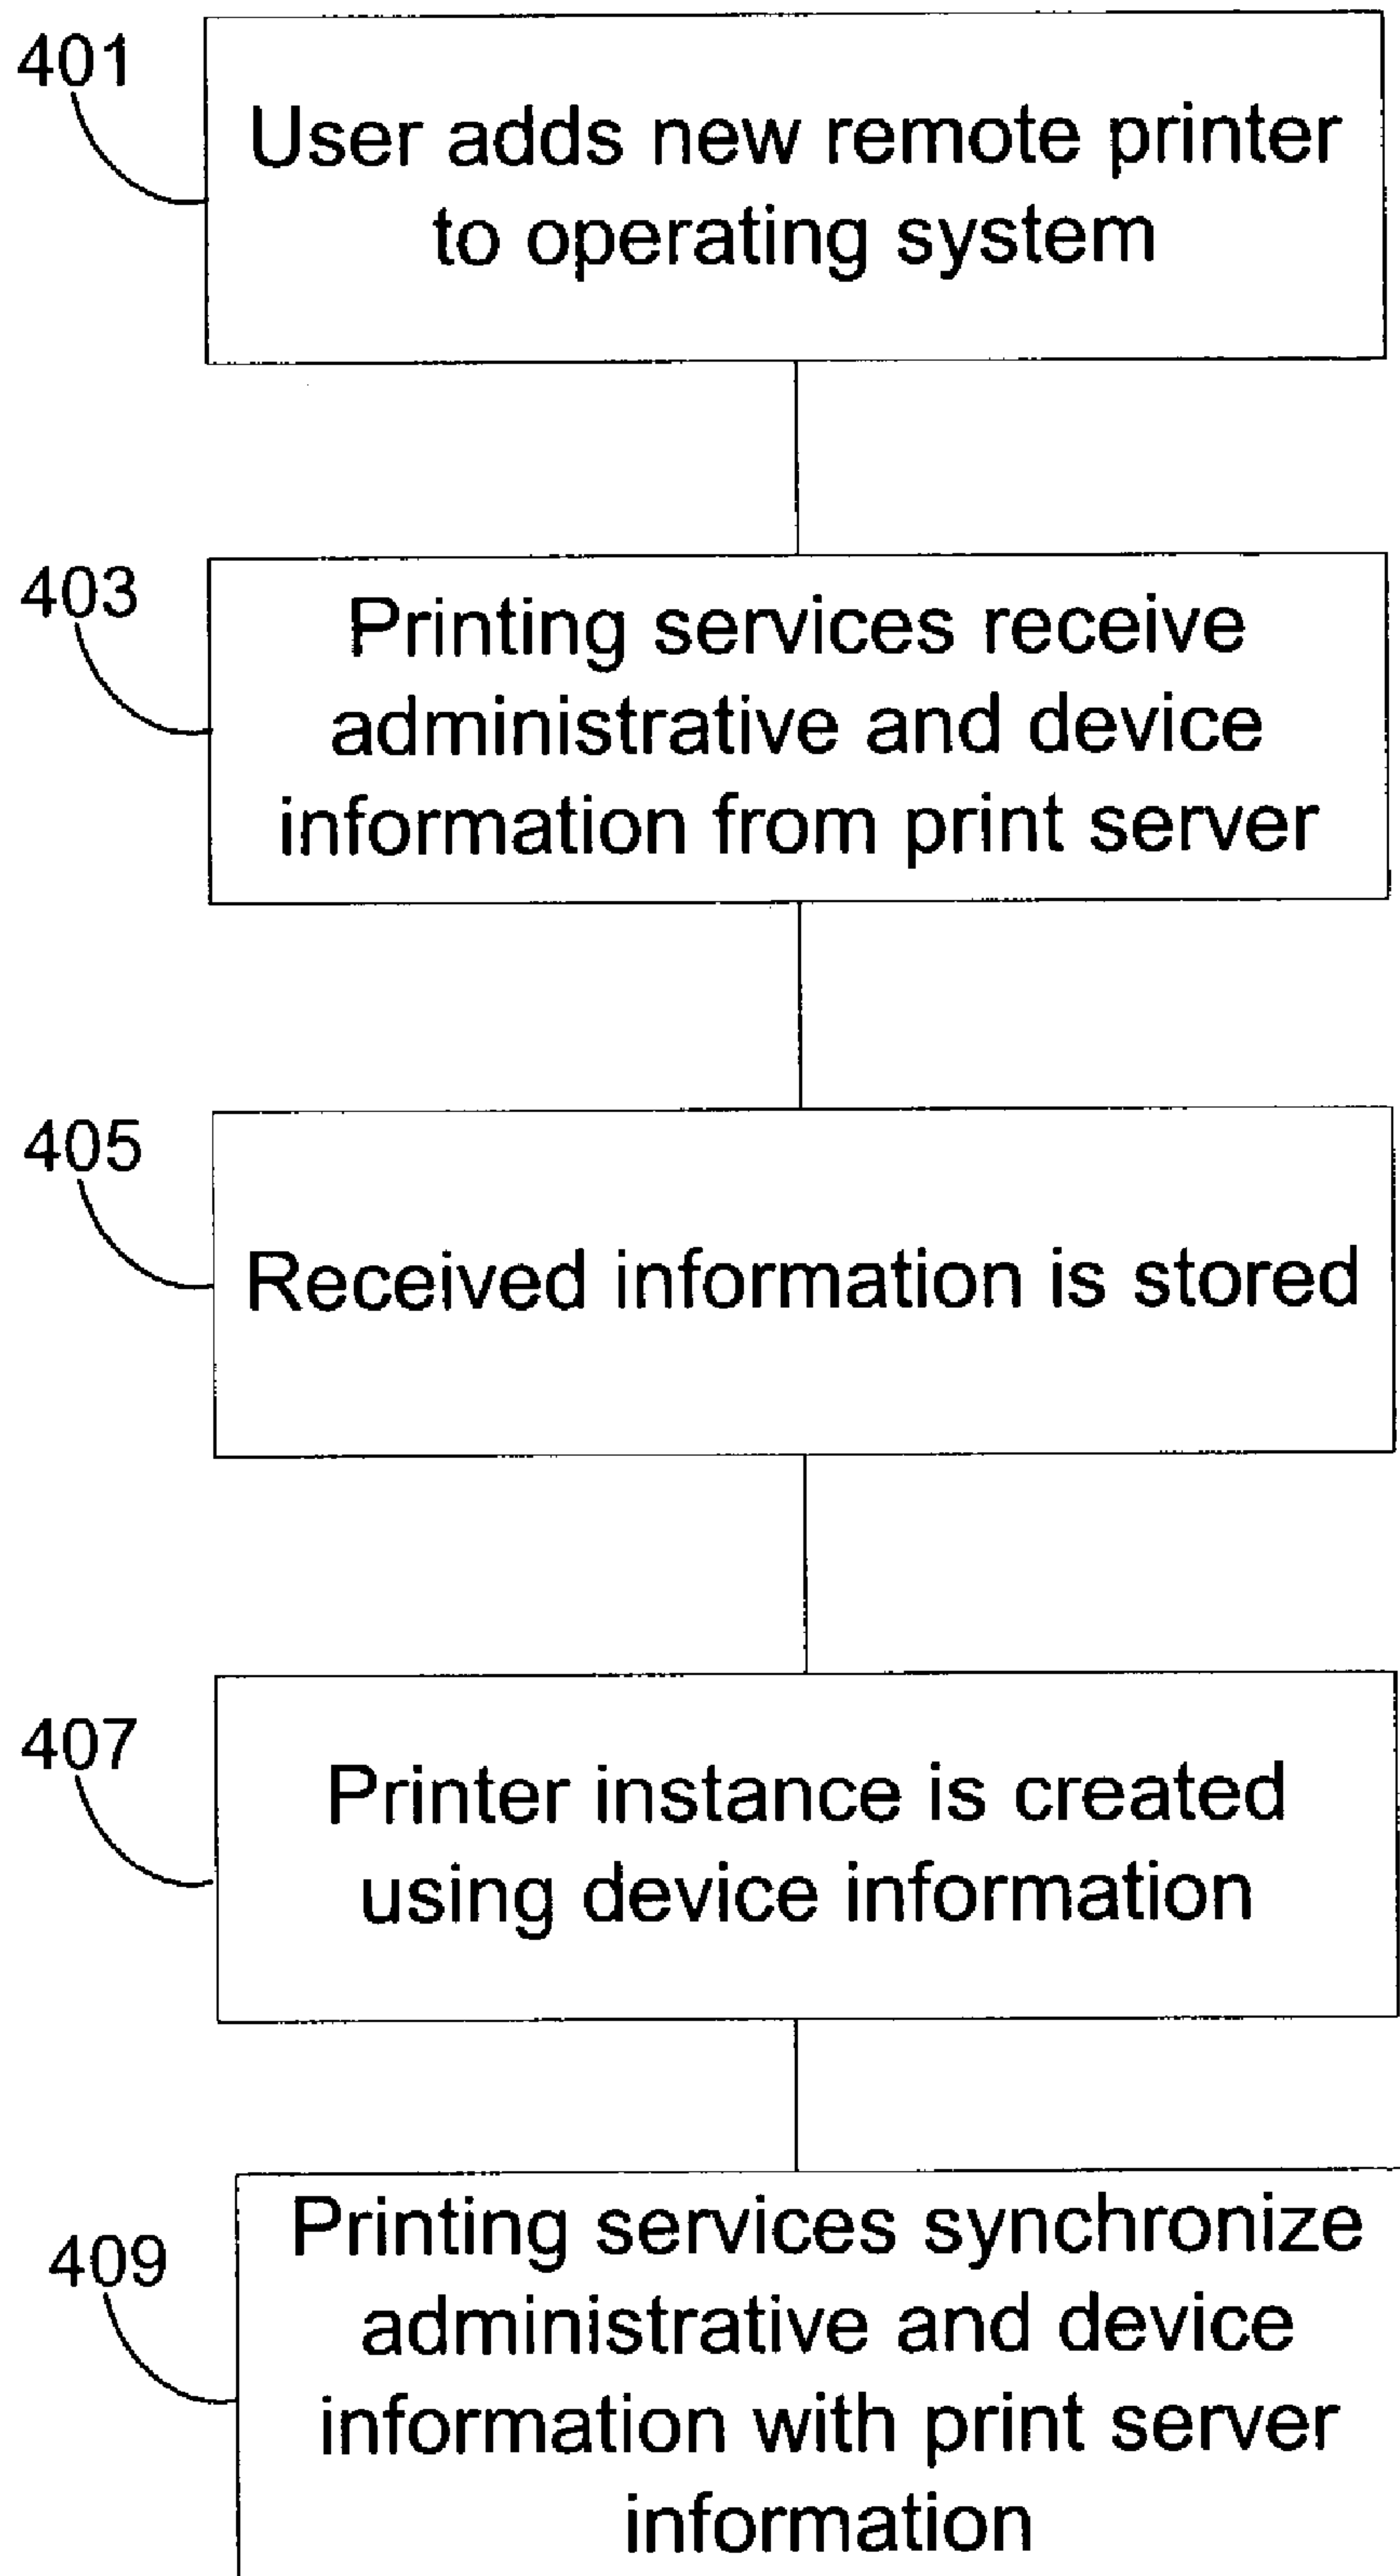 401
User adds new remote printer
to operating system
403
Printing services receive
administrative and device
information from print server
405
Received information is stored
407
Printer instance is created
using device information
409
Printing services synchronize
administrative and device
information with print server
information